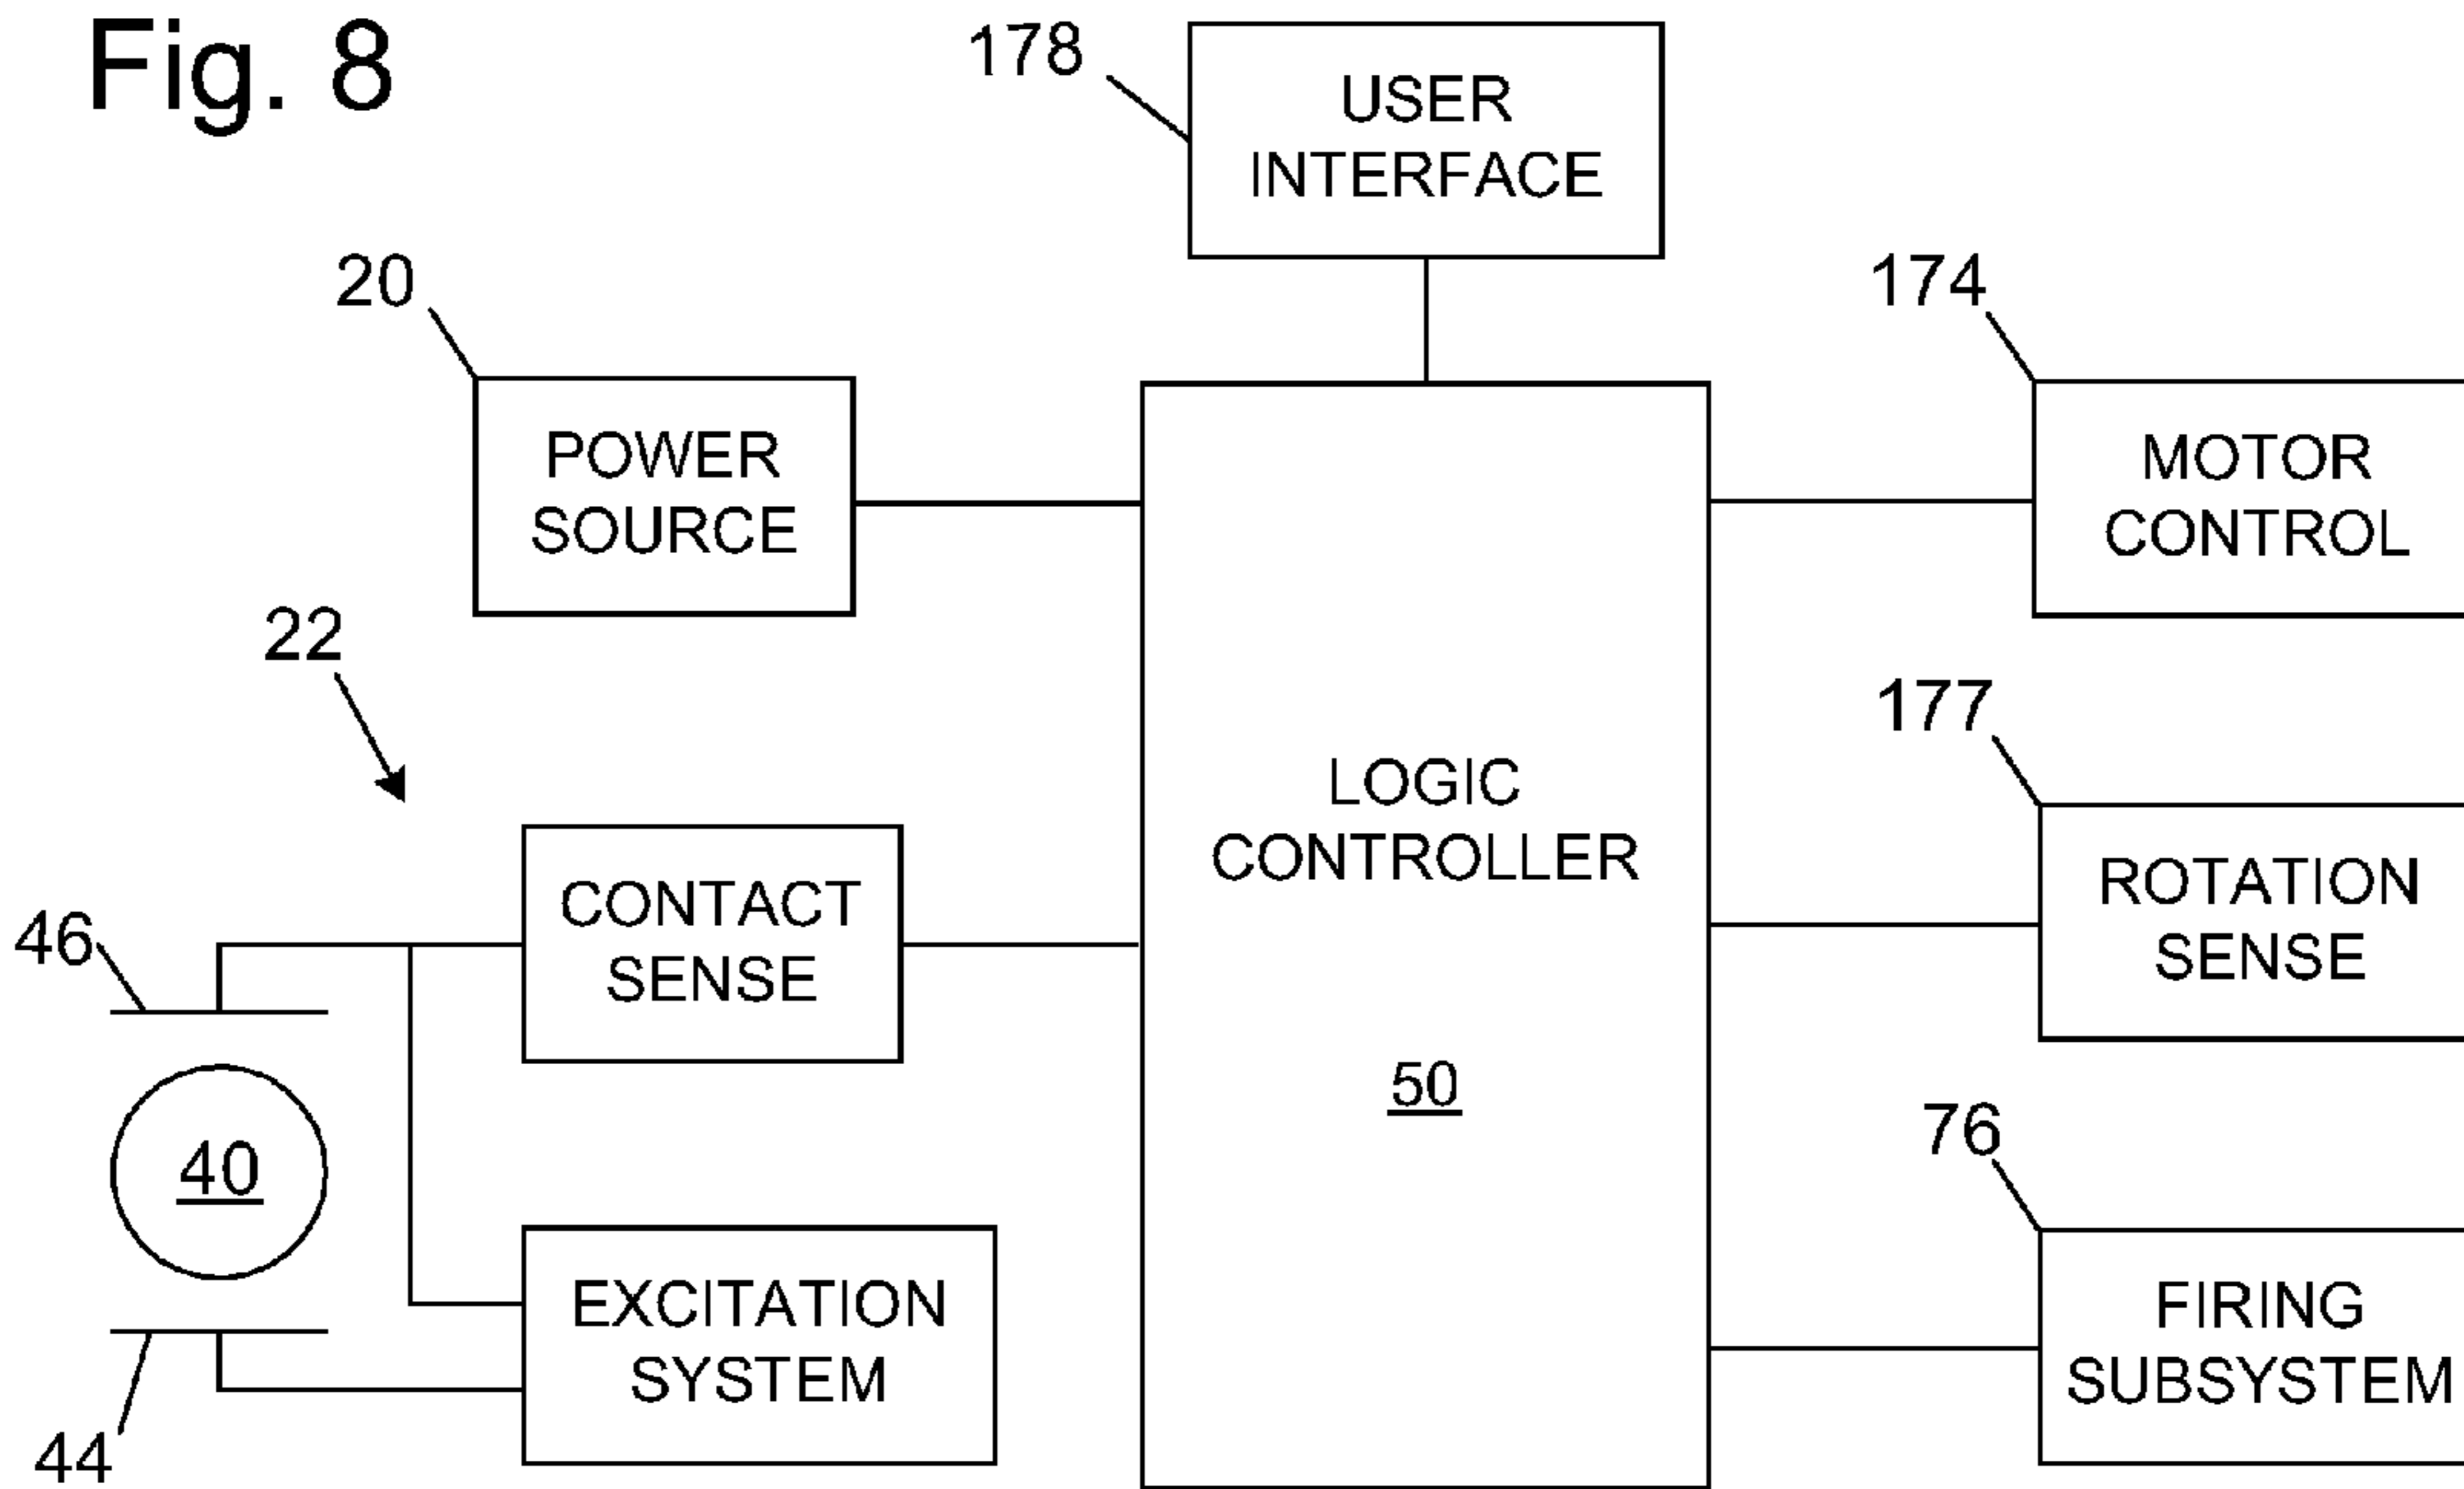 Fig. 8
178
USER
INTERFACE
20
174
POWER
SOURCE
MOTOR
CONTROL
22
177
LOGIC
CONTROLLER
50
CONTACT
SENSE
ROTATION
SENSE
46
40
76
EXCITATION
SYSTEM
FIRING
SUBSYSTEM
44